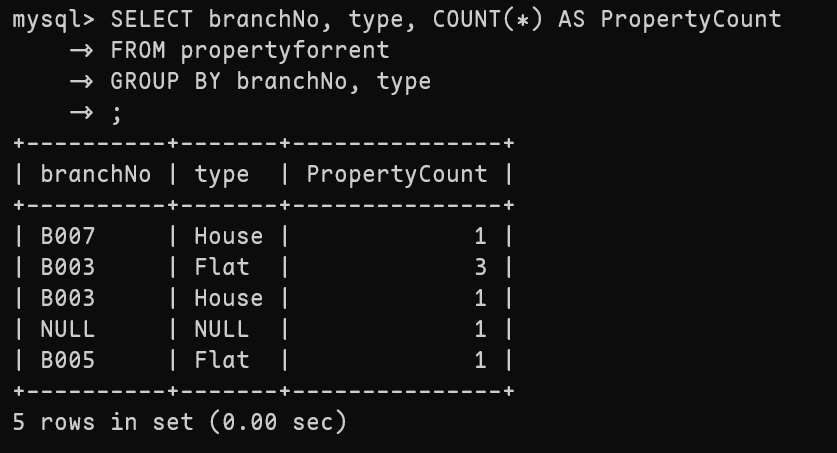 mysql> SELECT branchNo, type, COUNT(*) AS PropertyCount
    -> FROM propertyforrent
    -> GROUP BY branchNo, type
    -> ;
+----------+-------+---------------+
| branchNo | type  | PropertyCount |
+----------+-------+---------------+
| B007     | House |             1 |
| B003     | Flat  |             3 |
| B003     | House |             1 |
| NULL     | NULL  |             1 |
| B005     | Flat  |             1 |
+----------+-------+---------------+
5 rows in set (0.00 sec)